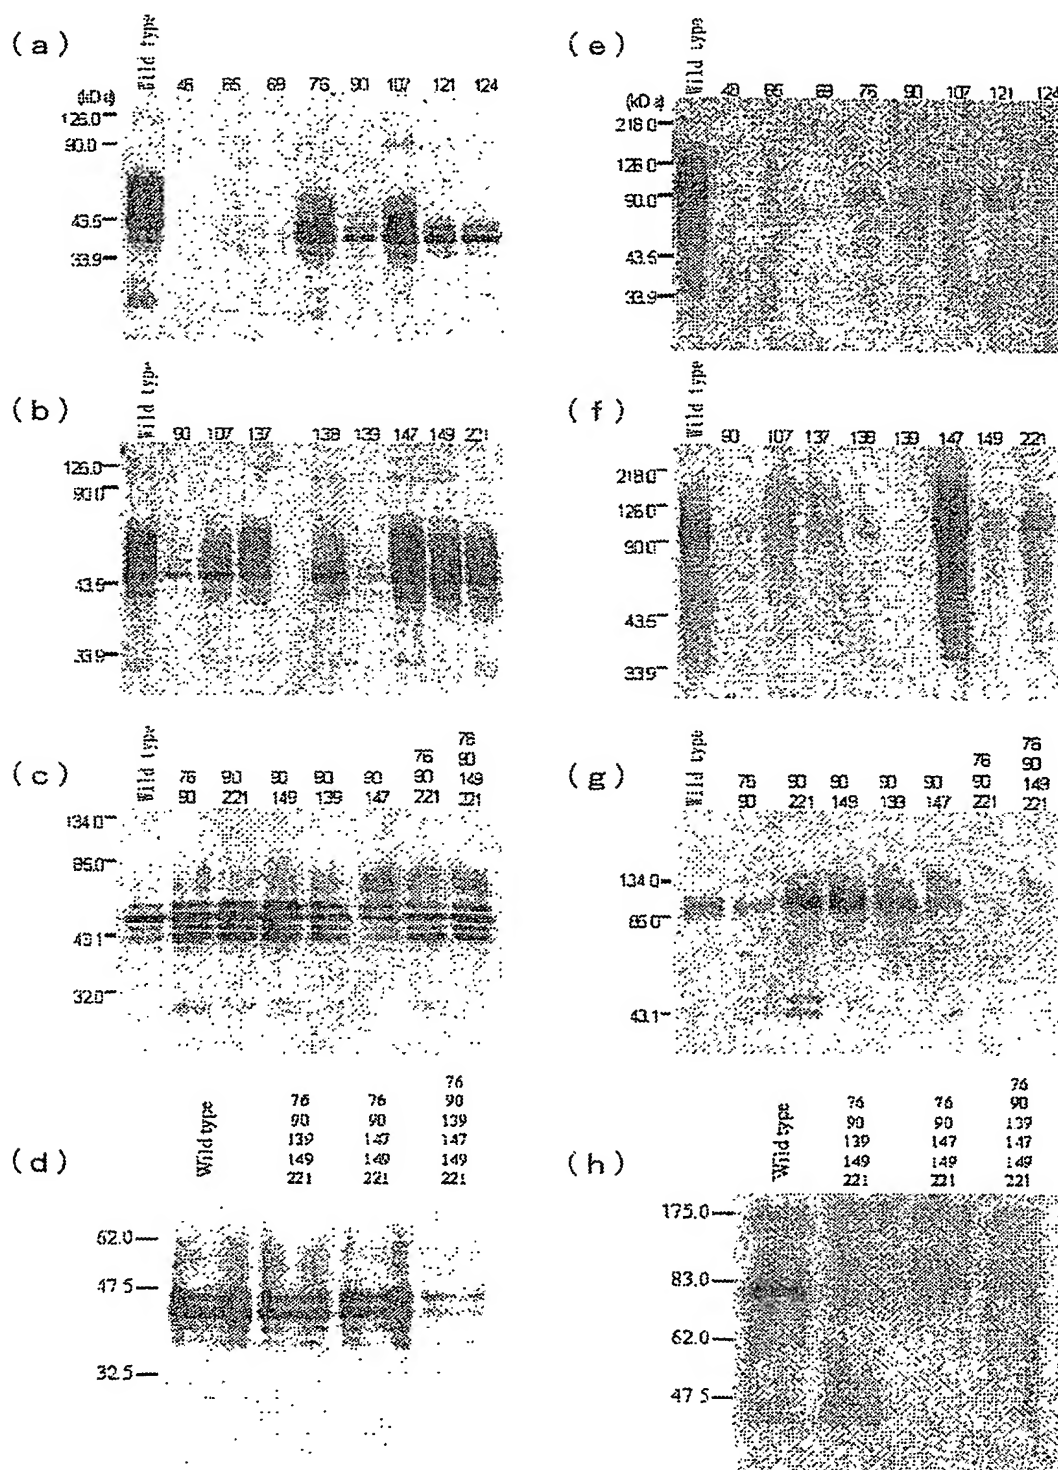 (a)
Wild type
46 65 69 76 90 107 121 124
(kDa)
126.0
90.0
43.5
33.9
(e)
Wild type
46 65 69 76 90 107 121 124
(kDa)
218.0
126.0
90.0
43.5
33.9
(b)
Wild type
90 107 137 138 139 147 149 221
126.0
90.0
43.5
33.9
(f)
Wild type
90 107 137 138 139 147 149 221
218.0
126.0
90.0
43.5
33.9
(c)
Wild type
76 90
90 221
90 149
90 139
90 147
76 90 221
76 90 149 221
134.0
85.0
43.1
32.0
(g)
Wild type
76 90
90 221
90 149
90 139
90 147
76 90 221
76 90 149 221
134.0
85.0
43.1
(d)
Wild type
76 90 139 149 221
76 90 147 149 221
76 90 139 147 149 221
62.0
47.5
32.5
(h)
Wild type
76 90 139 149 221
76 90 147 149 221
76 90 139 147 149 221
175.0
83.0
62.0
47.5